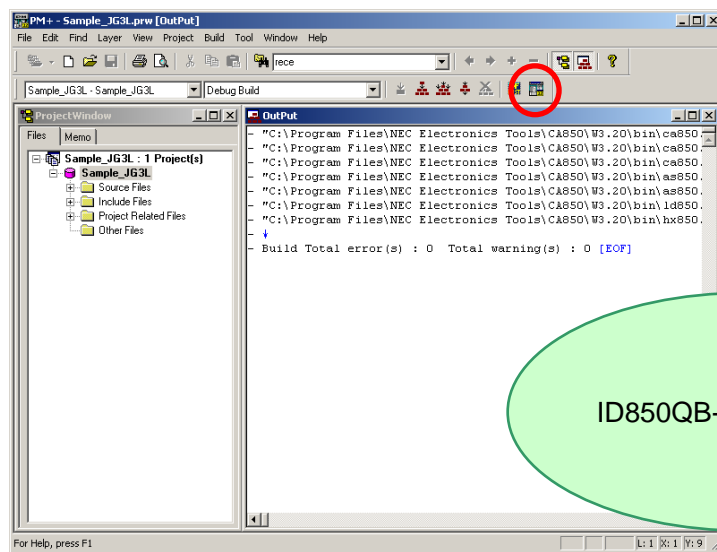 PM+ - Sample_JG3L.prw [OutPut]
File Edit Find Layer View Project Build Tool Window Help
rece
Sample_JG3L - Sample_JG3L Debug Build
ProjectWindow
Files Memo
Sample_JG3L : 1 Project(s)
Sample_JG3L
Source Files
Include Files
Project Related Files
Other Files
OutPut
- "C:\Program Files\NEC Electronics Tools\CA850\W3.20\bin\ca850.
- "C:\Program Files\NEC Electronics Tools\CA850\W3.20\bin\ca850.
- "C:\Program Files\NEC Electronics Tools\CA850\W3.20\bin\ca850.
- "C:\Program Files\NEC Electronics Tools\CA850\W3.20\bin\as850.
- "C:\Program Files\NEC Electronics Tools\CA850\W3.20\bin\as850.
- "C:\Program Files\NEC Electronics Tools\CA850\W3.20\bin\ld850.
- "C:\Program Files\NEC Electronics Tools\CA850\W3.20\bin\hx850.
- ↓
- Build Total error(s) : 0 Total warning(s) : 0 [EOF]
ID850QB-
For Help, press F1
L: 1 X: 1 Y: 9